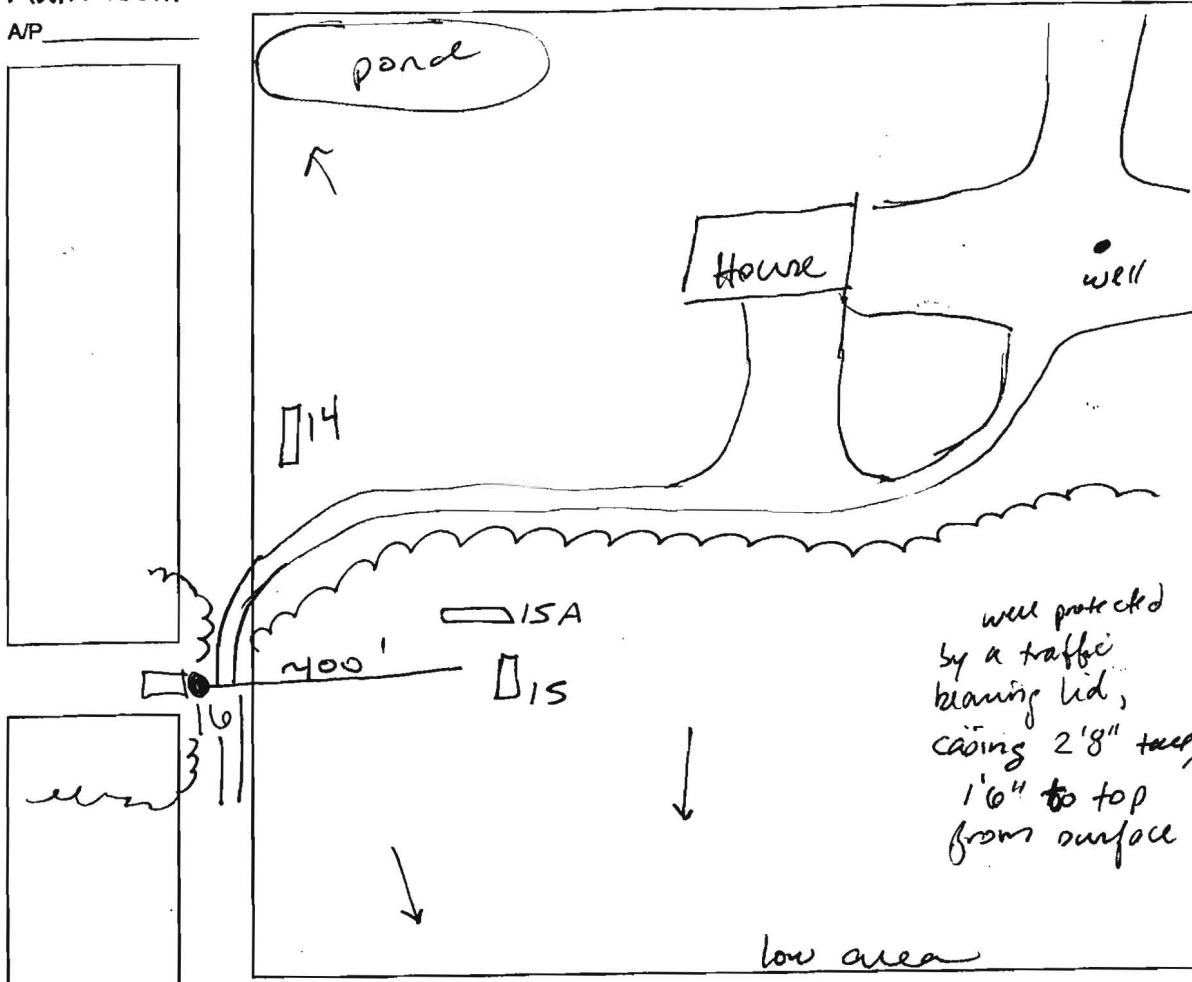 A/P
pond
House
well
14
15A
~100'
15
16
well protected
by a traffic
bearing lid,
casing 2'8"
1'6" to top
from surface
low area